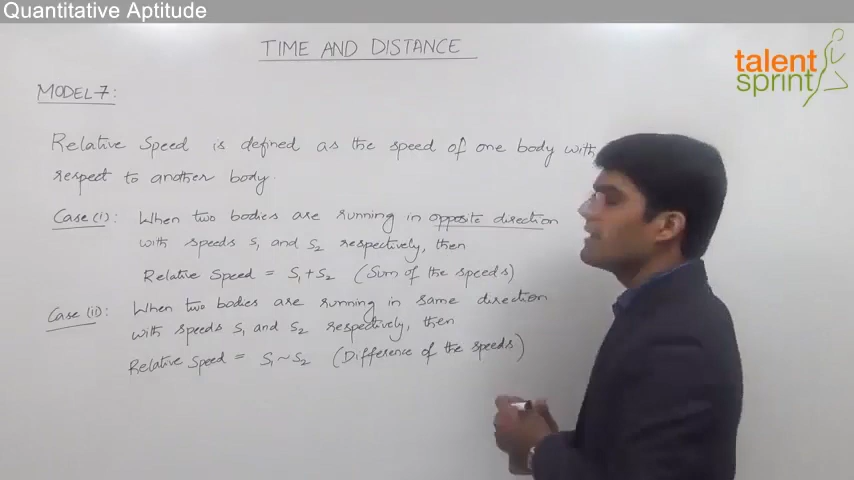 Quantitative Aptitude
TIME AND DISTANCE
talent
sprint
MODEL-7:
Relative Speed is defined as the speed of one body with
respect to another body.
Case (i): When two bodies are running in opposite direction
with speeds S1 and S2 respectively, then
Relative Speed = S1+S2 (Sum of the speeds)
Case (ii): When two bodies are running in same direction
with speeds S1 and S2 respectively, then
Relative Speed = S1~S2 (Difference of the speeds)